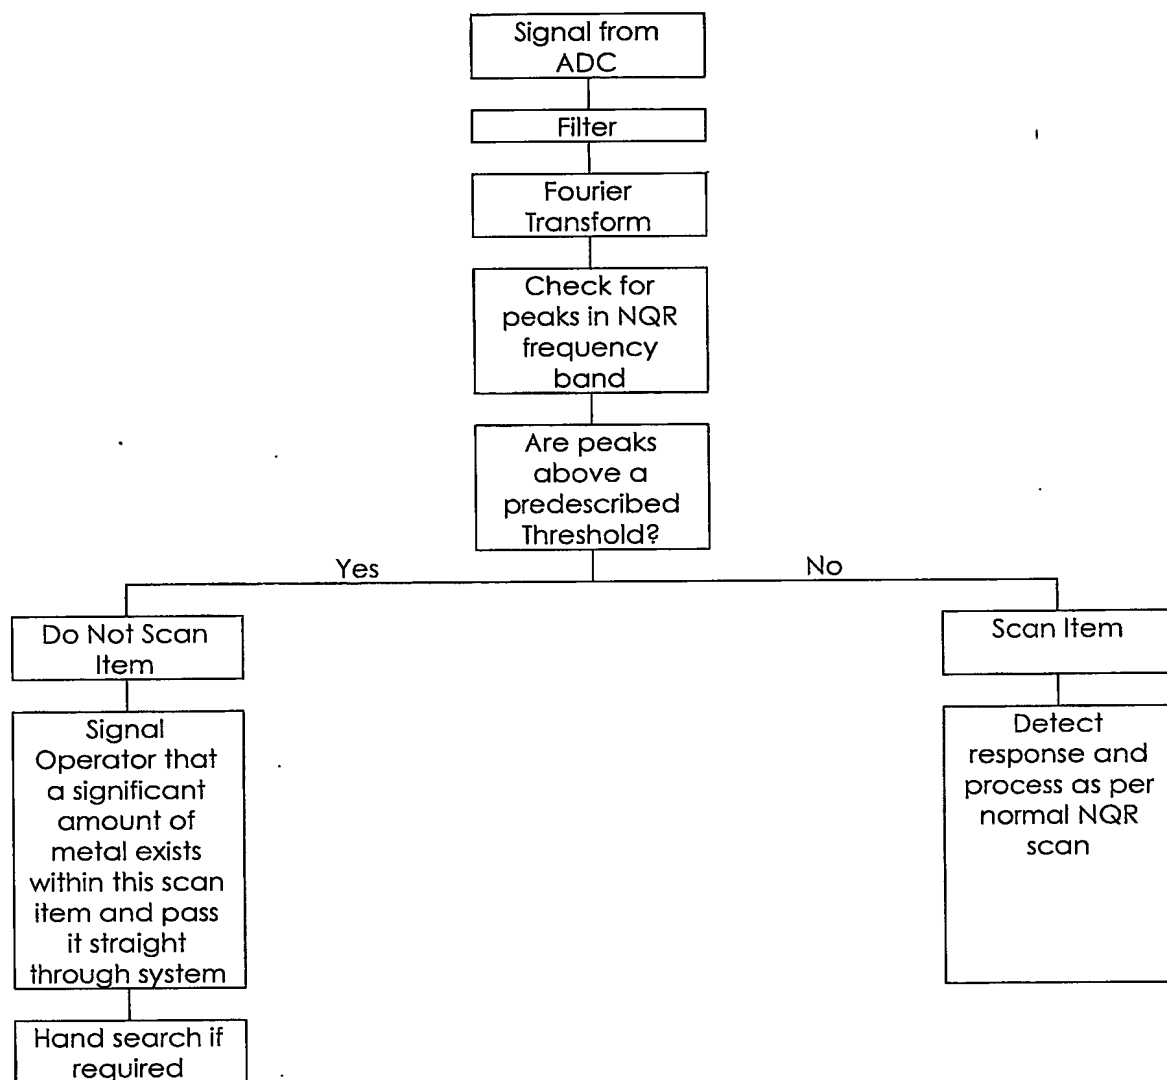 Signal from
ADC
Filter
Fourier
Transform
Check for
peaks in NQR
frequency
band
Are peaks
above a
predescribed
Threshold?
Yes
No
Do Not Scan
Item
Signal
Operator that
a significant
amount of
metal exists
within this scan
item and pass
it straight
through system
Hand search if
required
Scan Item
Detect
response and
process as per
normal NQR
scan